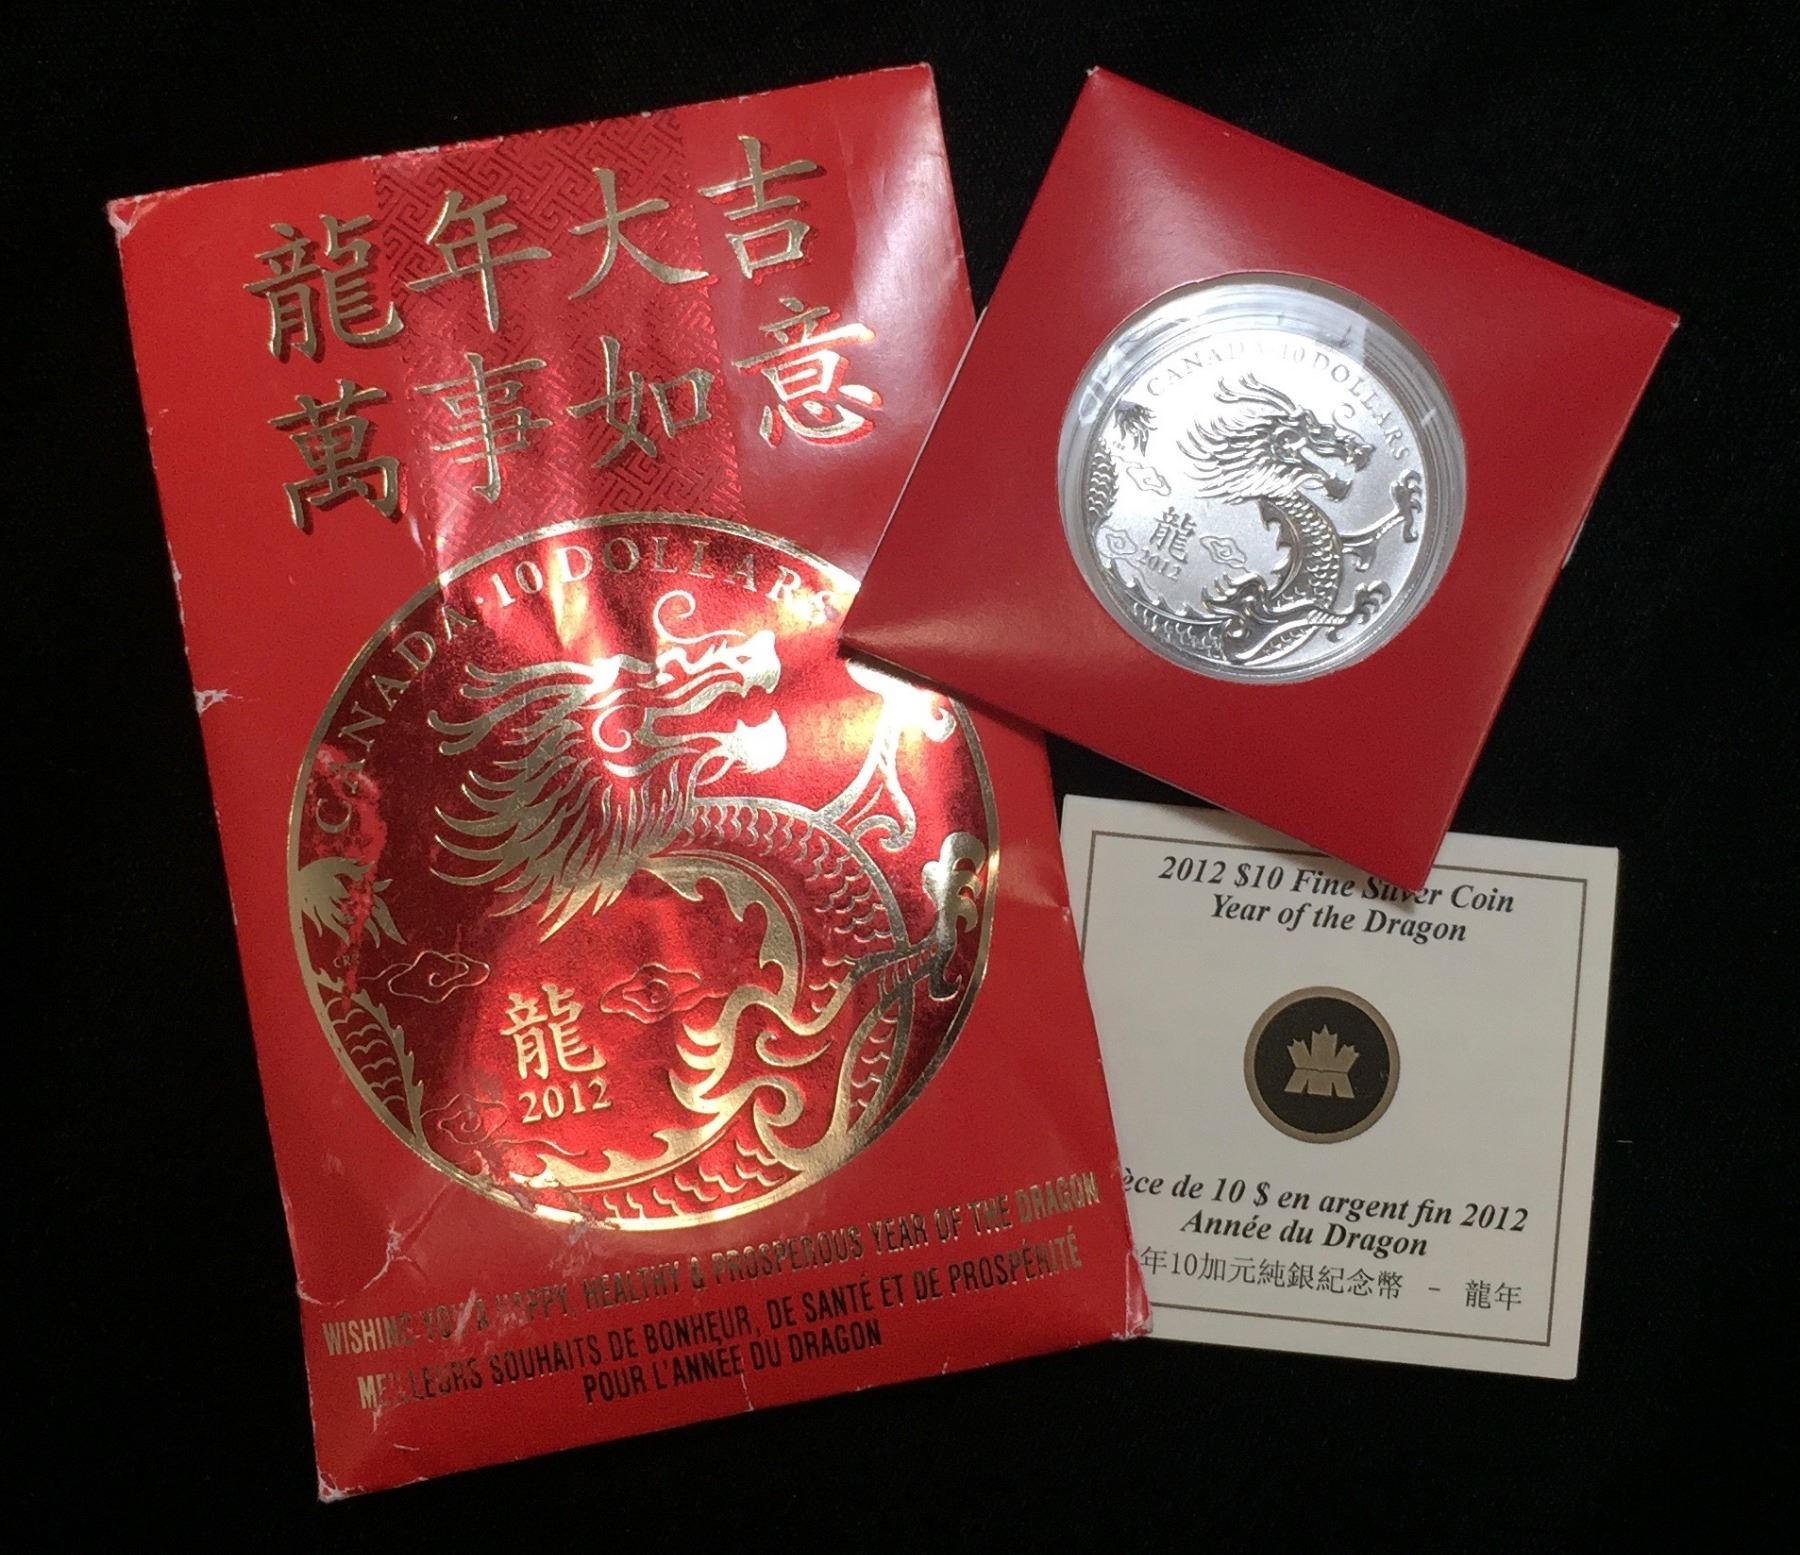 龍年大吉
萬事如意
CANADA·10 DOLLARS
龍
2012
WISHING YOU A HAPPY, HEALTHY & PROSPEROUS YEAR OF THE DRAGON
MEILLEURS SOUHAITS DE BONHEUR, DE SANTÉ ET DE PROSPÉRITÉ
POUR L'ANNÉE DU DRAGON
CANADA·10 DOLLARS
龍
2012
2012 $10 Fine Silver Coin
Year of the Dragon
èce de 10 $ en argent fin 2012
Année du Dragon
年10加元純銀紀念幣 - 龍年